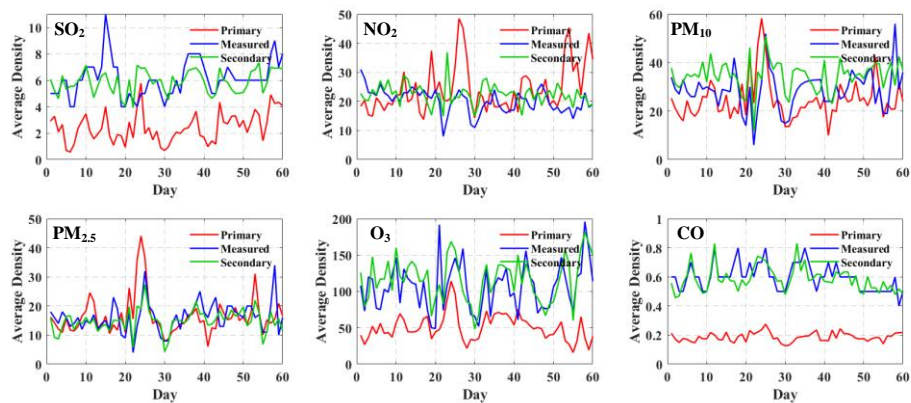 SO₂
Primary
Measured
Secondary
Average Density
0 2 4 6 8 10
0 10 20 30 40 50 60
Day
NO₂
Primary
Measured
Secondary
Average Density
0 10 20 30 40 50
0 10 20 30 40 50 60
Day
PM₁₀
Primary
Measured
Secondary
Average Density
0 20 40 60
0 10 20 30 40 50 60
Day
PM₂.₅
Primary
Measured
Secondary
Average Density
0 10 20 30 40 50
0 10 20 30 40 50 60
Day
O₃
Primary
Measured
Secondary
Average Density
0 50 100 150 200
0 10 20 30 40 50 60
Day
CO
Primary
Measured
Secondary
Average Density
0 0.2 0.4 0.6 0.8 1
0 10 20 30 40 50 60
Day